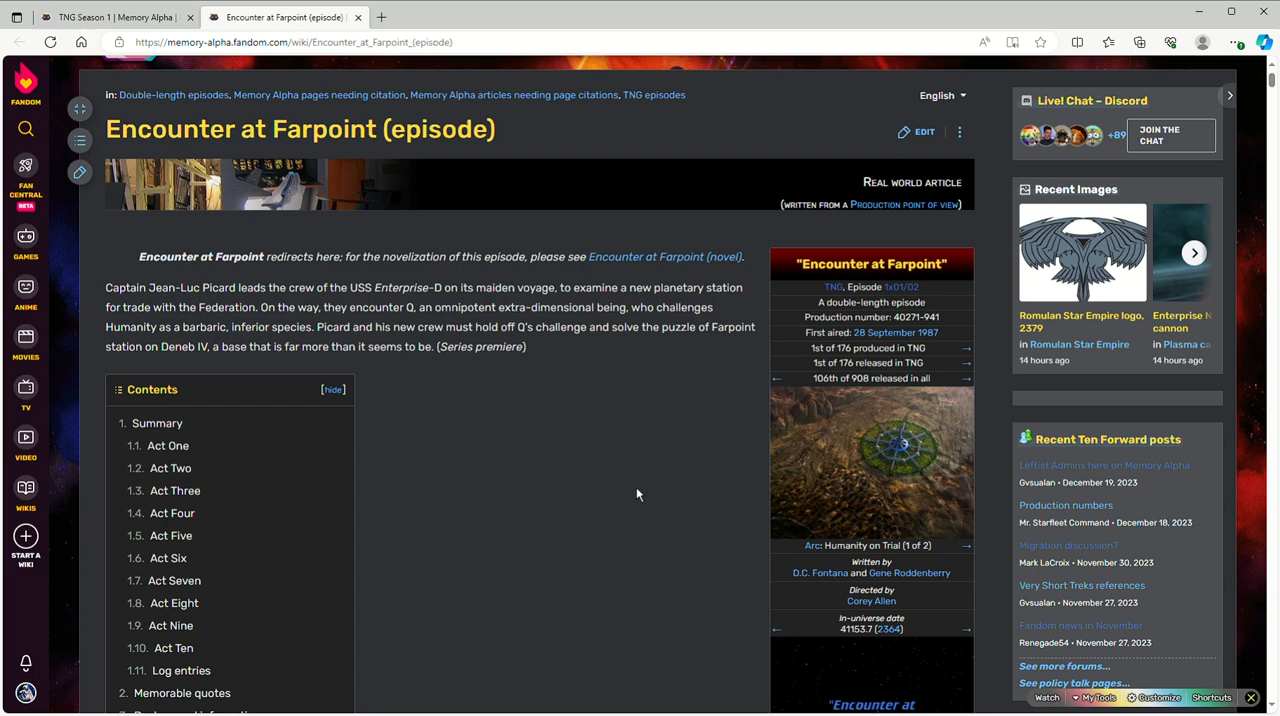 TNG Season 1 | Memory Alpha |
Encounter at Farpoint (episode)
https://memory-alpha.fandom.com/wiki/Encounter_at_Farpoint_(episode)
FANDOM
FAN
CENTRAL
BETA
GAMES
ANIME
MOVIES
TV
VIDEO
WIKIS
START A
WIKI
in: Double-length episodes, Memory Alpha pages needing citation, Memory Alpha articles needing page citations, TNG episodes
English
Encounter at Farpoint (episode)
EDIT
Real world article
(written from a Production point of view)
Encounter at Farpoint redirects here; for the novelization of this episode, please see Encounter at Farpoint (novel).
Captain Jean-Luc Picard leads the crew of the USS Enterprise-D on its maiden voyage, to examine a new planetary station
for trade with the Federation. On the way, they encounter Q, an omnipotent extra-dimensional being, who challenges
Humanity as a barbaric, inferior species. Picard and his new crew must hold off Q's challenge and solve the puzzle of Farpoint
station on Deneb IV, a base that is far more than it seems to be. (Series premiere)
Contents [hide]
1. Summary
1.1. Act One
1.2. Act Two
1.3. Act Three
1.4. Act Four
1.5. Act Five
1.6. Act Six
1.7. Act Seven
1.8. Act Eight
1.9. Act Nine
1.10. Act Ten
1.11. Log entries
2. Memorable quotes
"Encounter at Farpoint"
TNG, Episode 1x01/02
A double-length episode
Production number: 40271-941
First aired: 28 September 1987
1st of 176 produced in TNG →
1st of 176 released in TNG →
← 106th of 908 released in all →
Arc: Humanity on Trial (1 of 2) →
Written by
D.C. Fontana and Gene Roddenberry
Directed by
Corey Allen
In-universe date
← 41153.7 (2364) →
"Encounter at
Live! Chat – Discord
+89 JOIN THE
CHAT
Recent Images
Romulan Star Empire logo,
2379
in Romulan Star Empire
14 hours ago
Enterprise N
cannon
in Plasma ca
14 hours ago
Recent Ten Forward posts
Leftist Admins here on Memory Alpha
Gvsualan • December 19, 2023
Production numbers
Mr. Starfleet Command • December 18, 2023
Migration discussion?
Mark LaCroix • November 30, 2023
Very Short Treks references
Gvsualan • November 27, 2023
Fandom news in November
Renegade54 • November 27, 2023
See more forums...
See policy talk pages...
Watch My Tools Customize Shortcuts